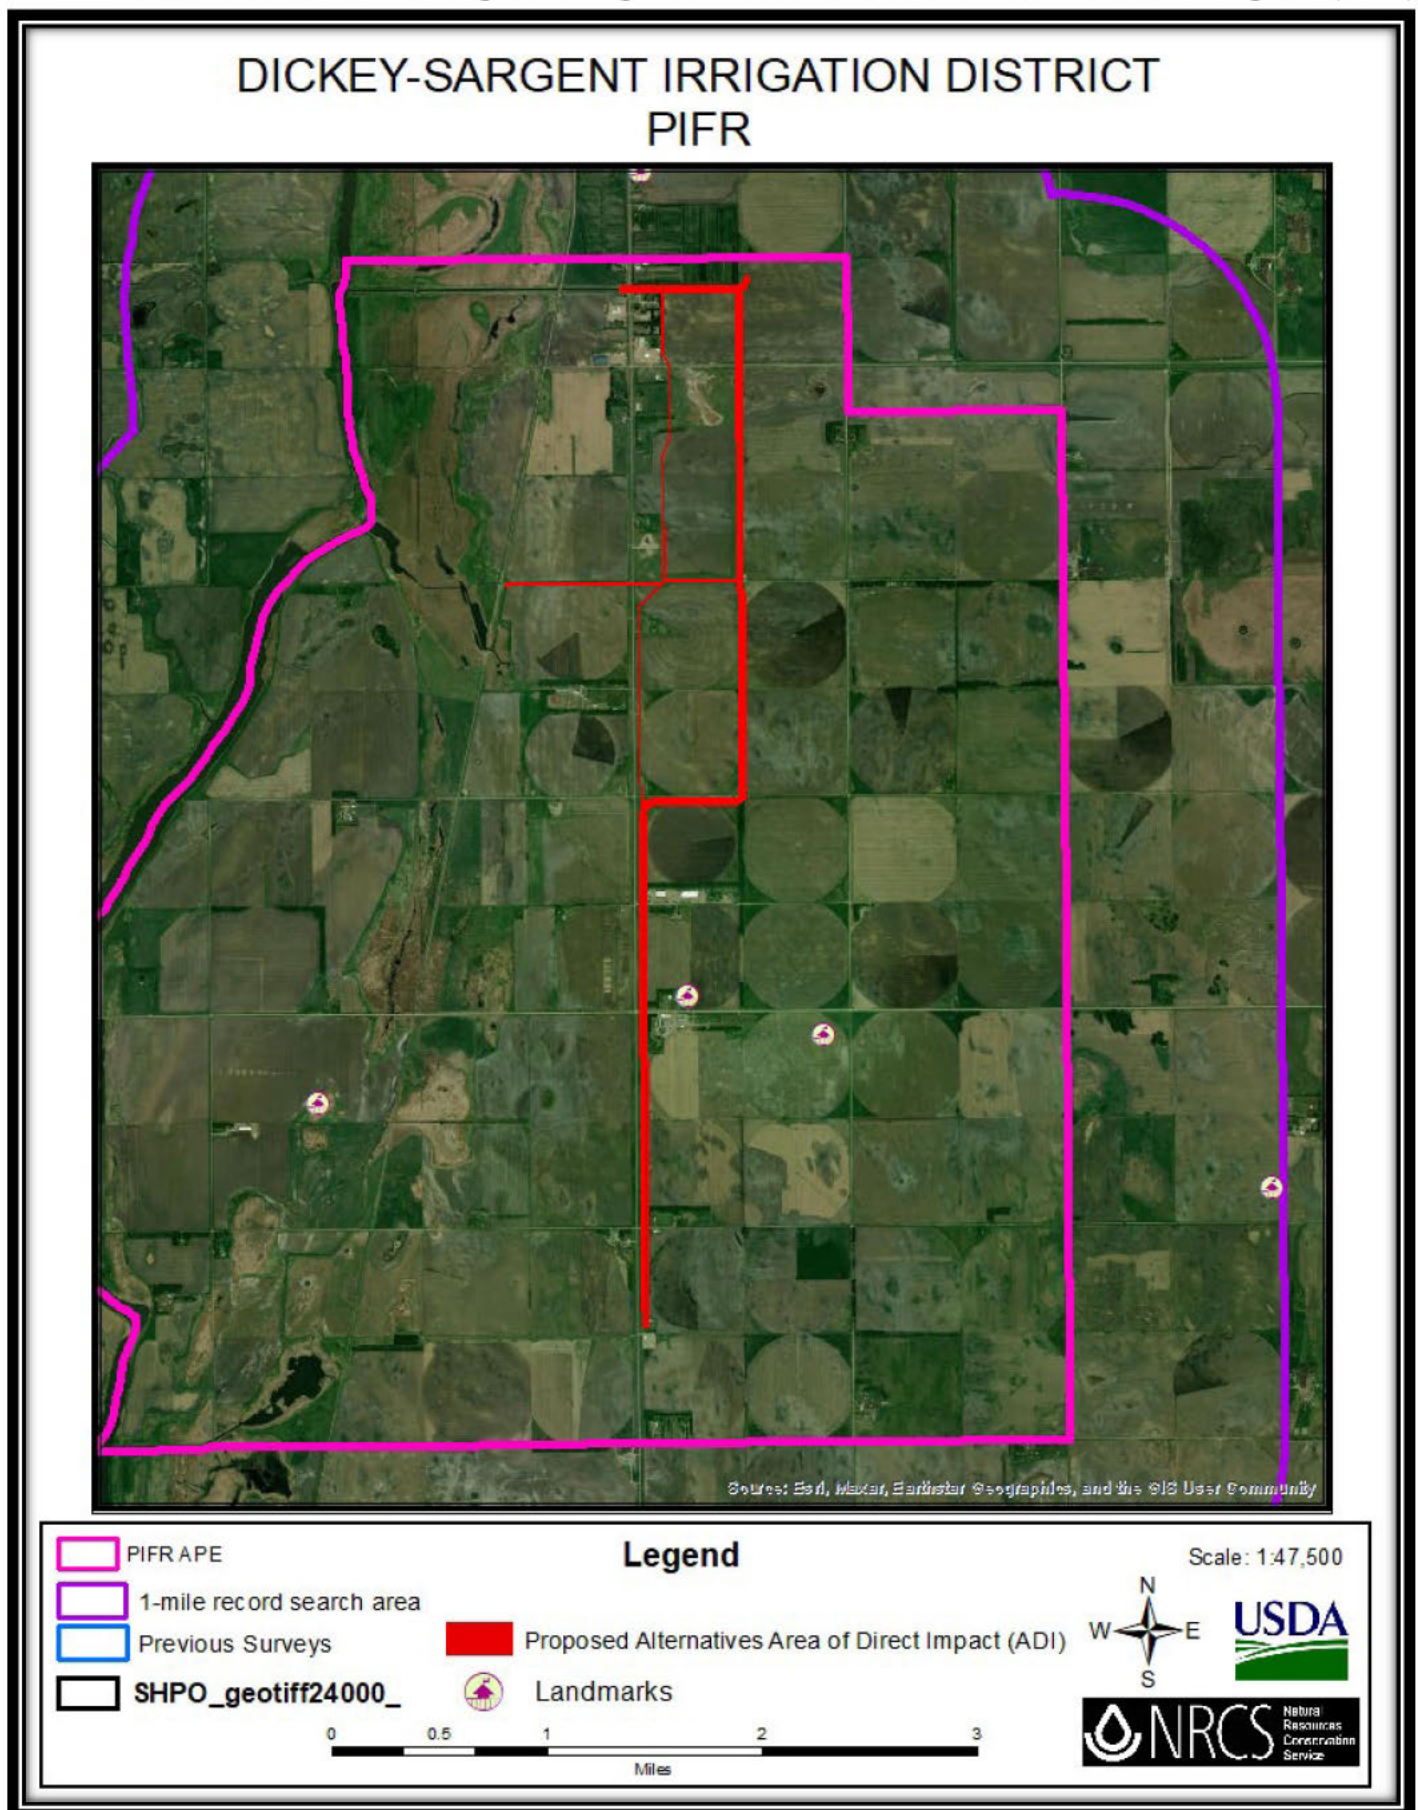 DICKEY-SARGENT IRRIGATION DISTRICT
PIFR
Source: Esri, Maxar, Earthstar Geographics, and the GIS User Community
Legend
PIFR APE
1-mile record search area
Previous Surveys
SHPO_geotiff24000_
Proposed Alternatives Area of Direct Impact (ADI)
Landmarks
0 0.5 1 2 3
Miles
Scale: 1:47,500
N
W E
S
USDA
NRCS
Natural
Resources
Conservation
Service